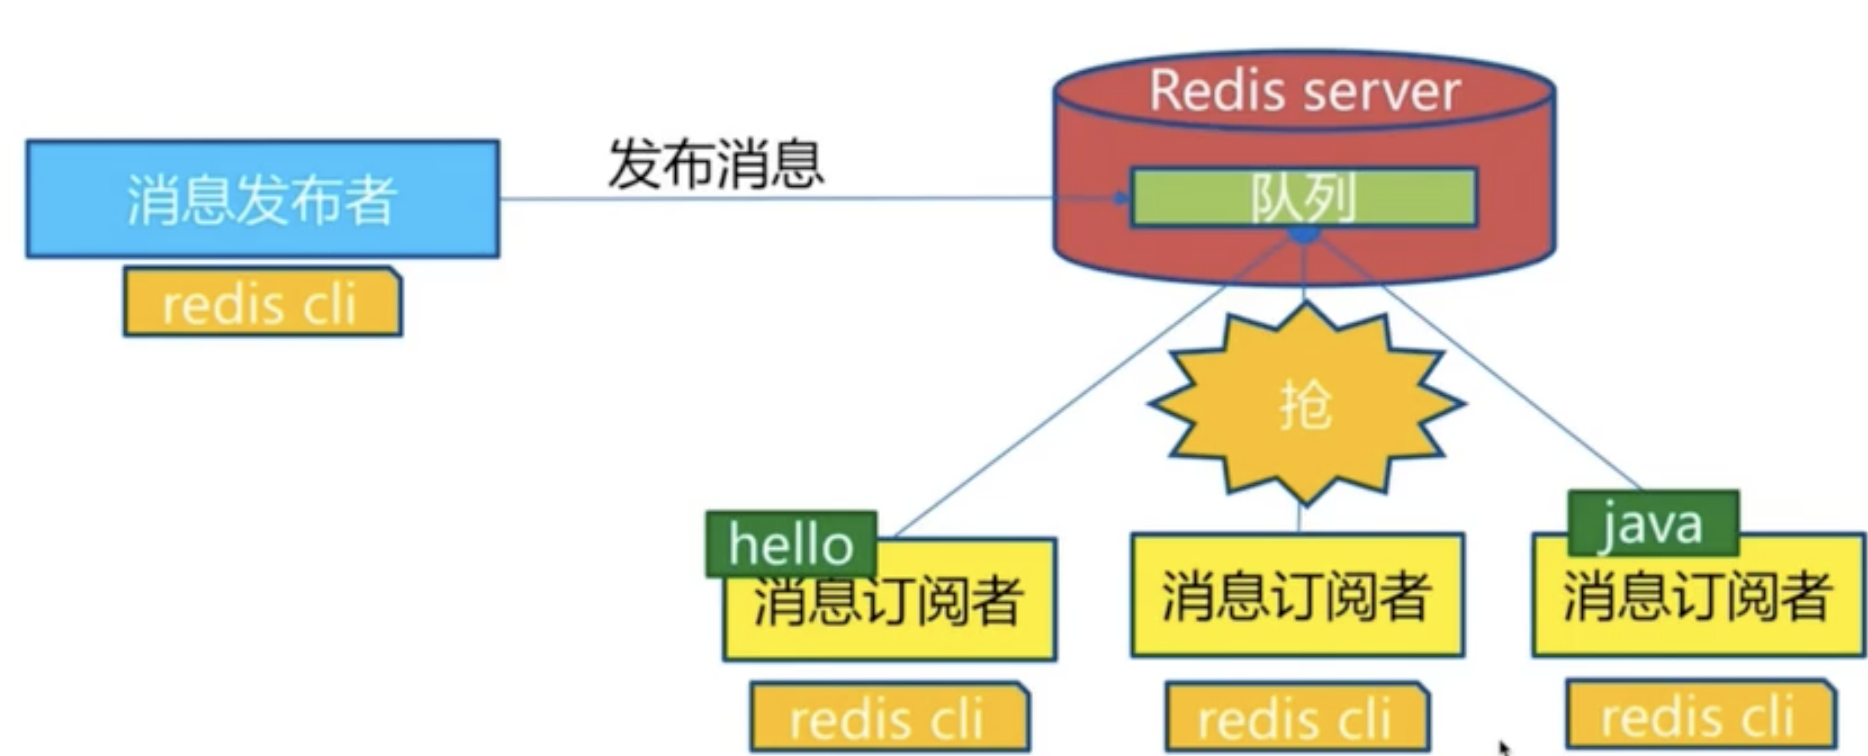 Redis server
发布消息
消息发布者
队列
redis cli
抢
hello
java
消息订阅者
消息订阅者
消息订阅者
redis cli
redis cli
redis cli